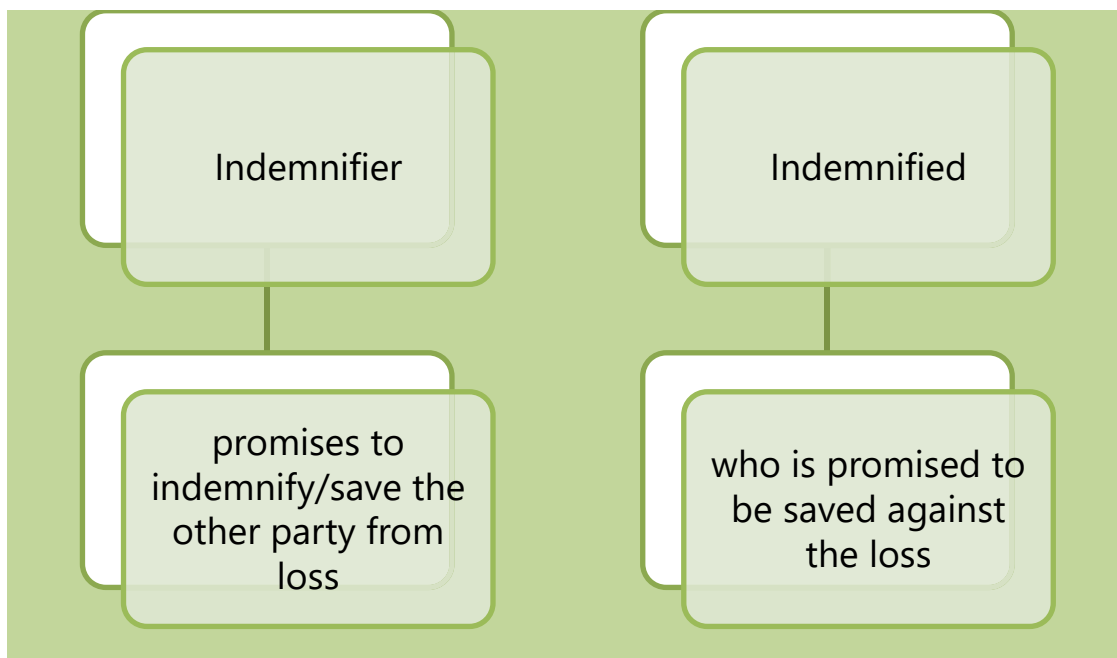 Indemnifier
promises to
indemnify/save the
other party from
loss
Indemnified
who is promised to
be saved against
the loss